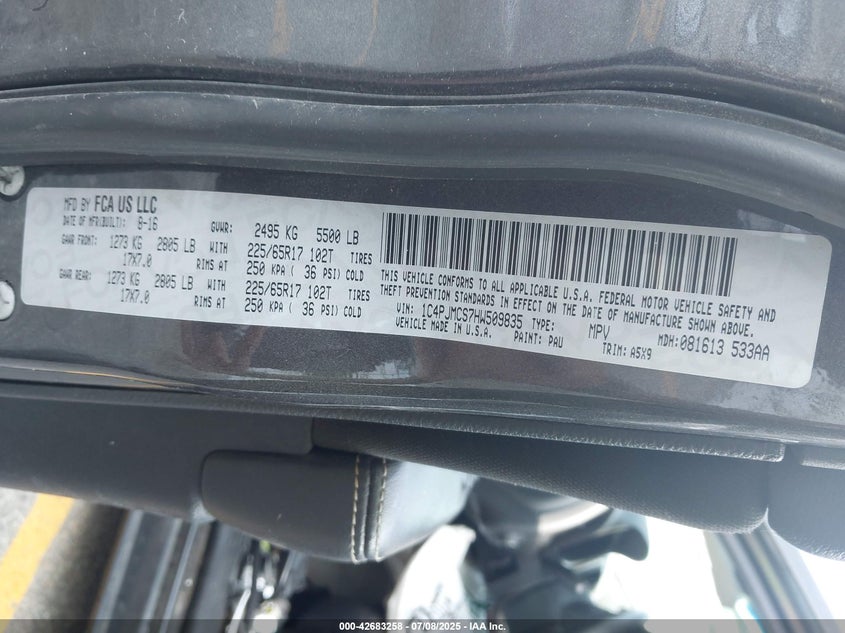 MFD BY FCA US LLC
DATE OF MFR(BUILT): 8-16 GVWR: 2495 KG 5500 LB
GAWR FRONT: 1273 KG 2805 LB WITH 225/65R17 102T TIRES
17X7.0 RIMS AT 250 KPA ( 36 PSI) COLD
GAWR REAR: 1273 KG 2805 LB WITH 225/65R17 102T TIRES
17X7.0 RIMS AT 250 KPA ( 36 PSI) COLD
THIS VEHICLE CONFORMS TO ALL APPLICABLE U.S.A. FEDERAL MOTOR VEHICLE SAFETY AND
THEFT PREVENTION STANDARDS IN EFFECT ON THE DATE OF MANUFACTURE SHOWN ABOVE.
VIN: 1C4PJMCS7HW509835 TYPE: MPV MDH: 081613 533AA
VEHICLE MADE IN U.S.A. PAINT: PAU TRIM: A5X9
000-42683258 - 07/08/2025 - IAA Inc.